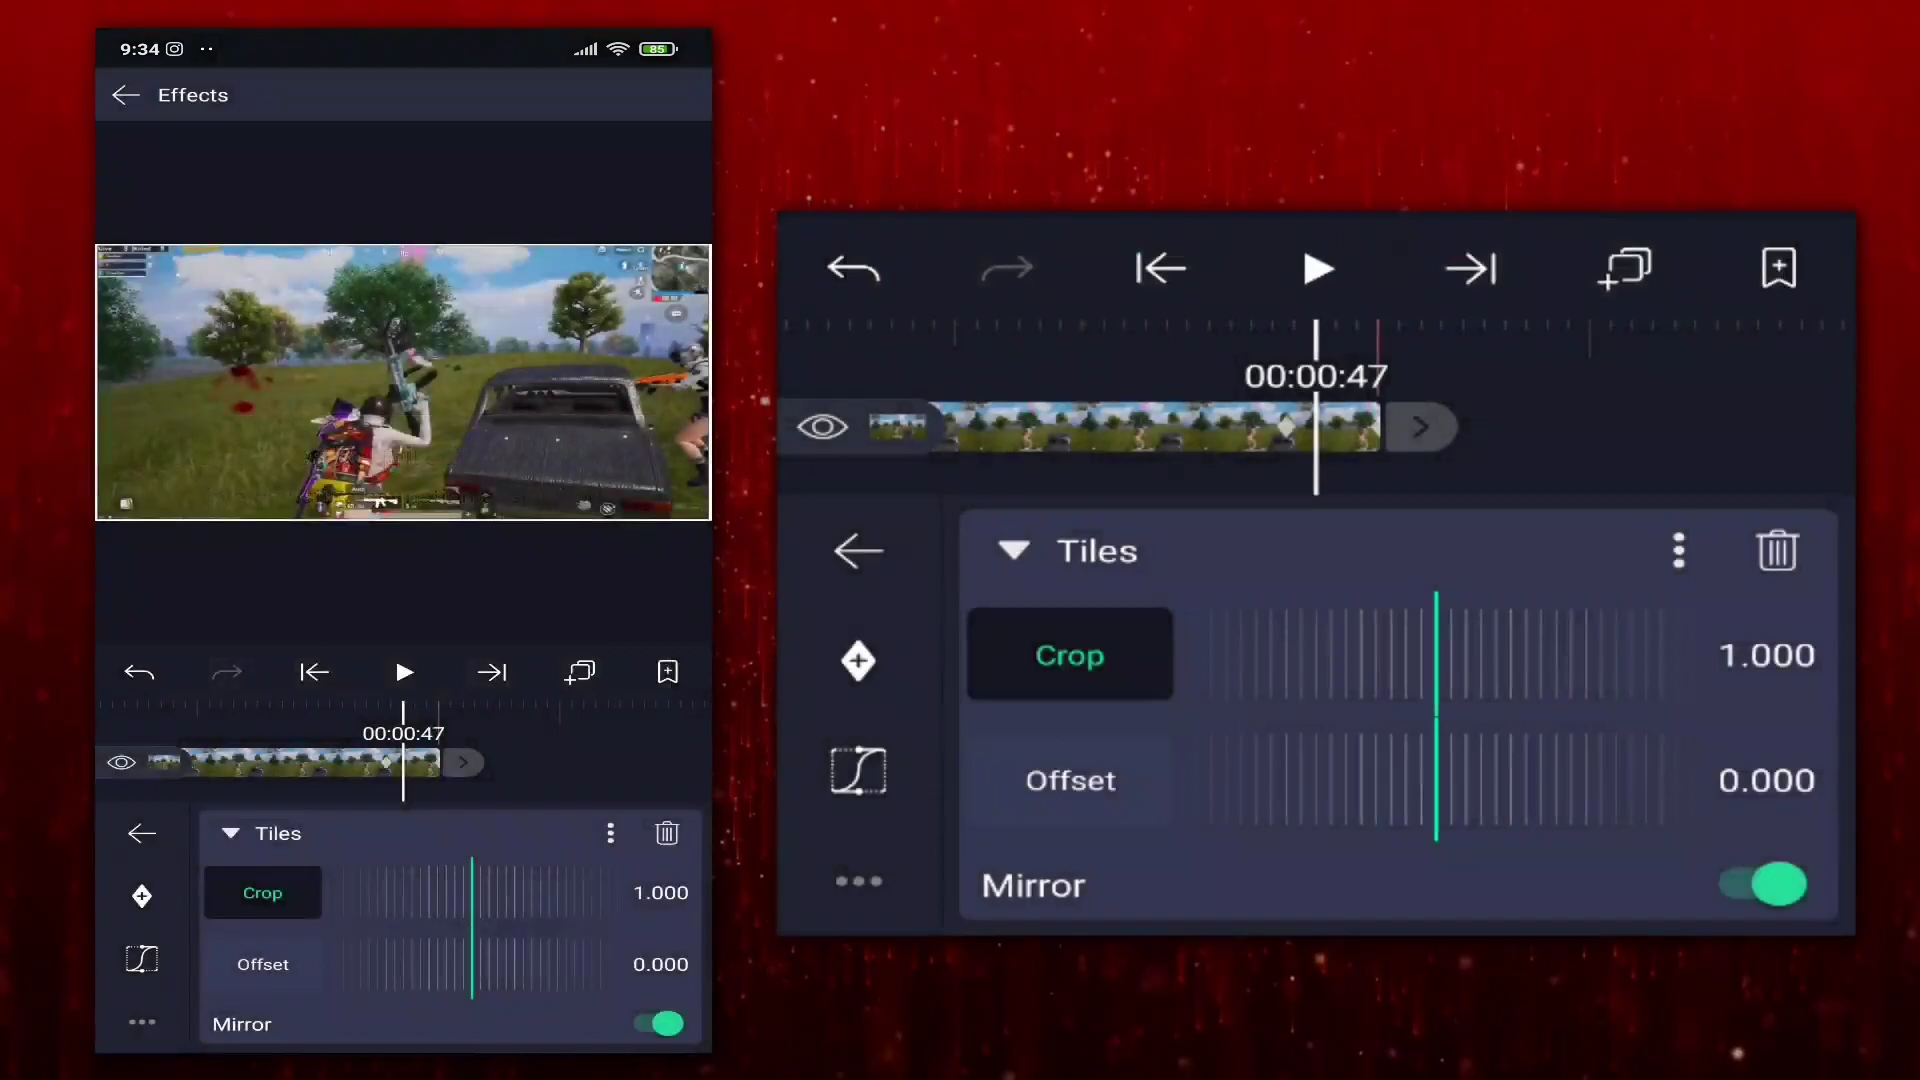 9:34
85
Effects
00:00:47
Tiles
Crop
1.000
Offset
0.000
Mirror
00:00:47
Tiles
Crop
1.000
Offset
0.000
Mirror